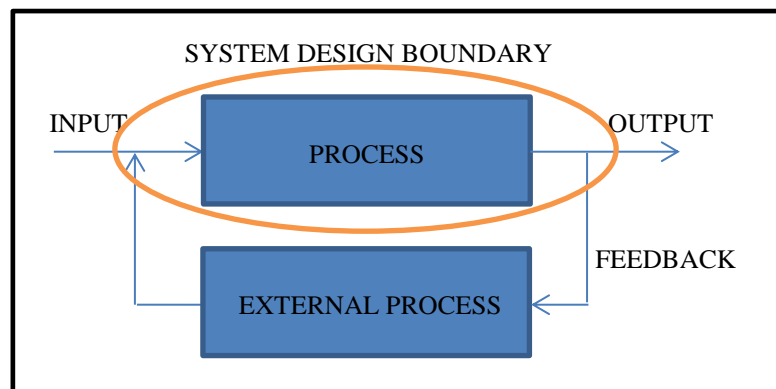 SYSTEM DESIGN BOUNDARY
INPUT
OUTPUT
PROCESS
FEEDBACK
EXTERNAL PROCESS